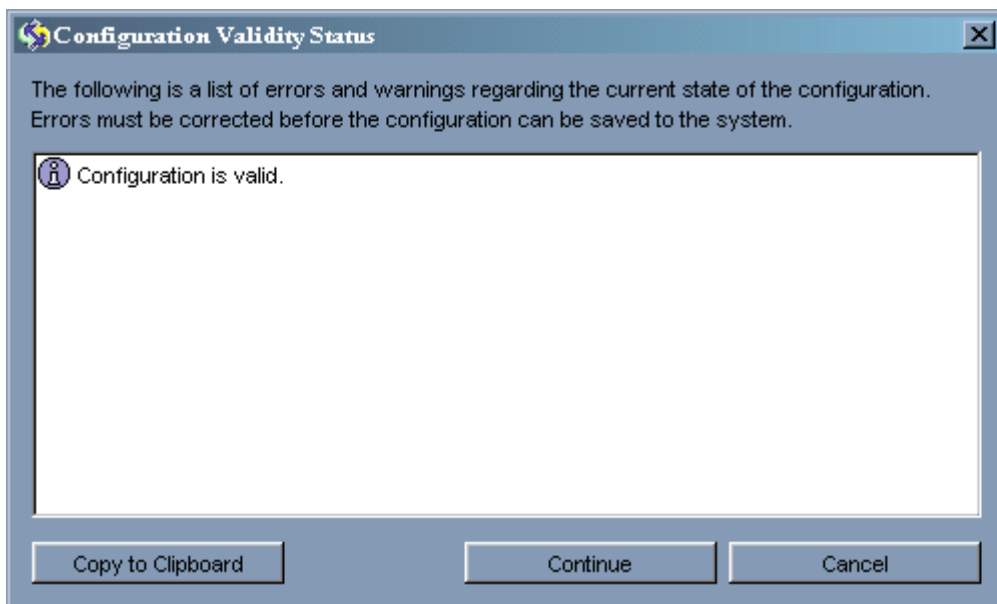 Configuration Validity Status
The following is a list of errors and warnings regarding the current state of the configuration.
Errors must be corrected before the configuration can be saved to the system.
Configuration is valid.
Copy to Clipboard
Continue
Cancel